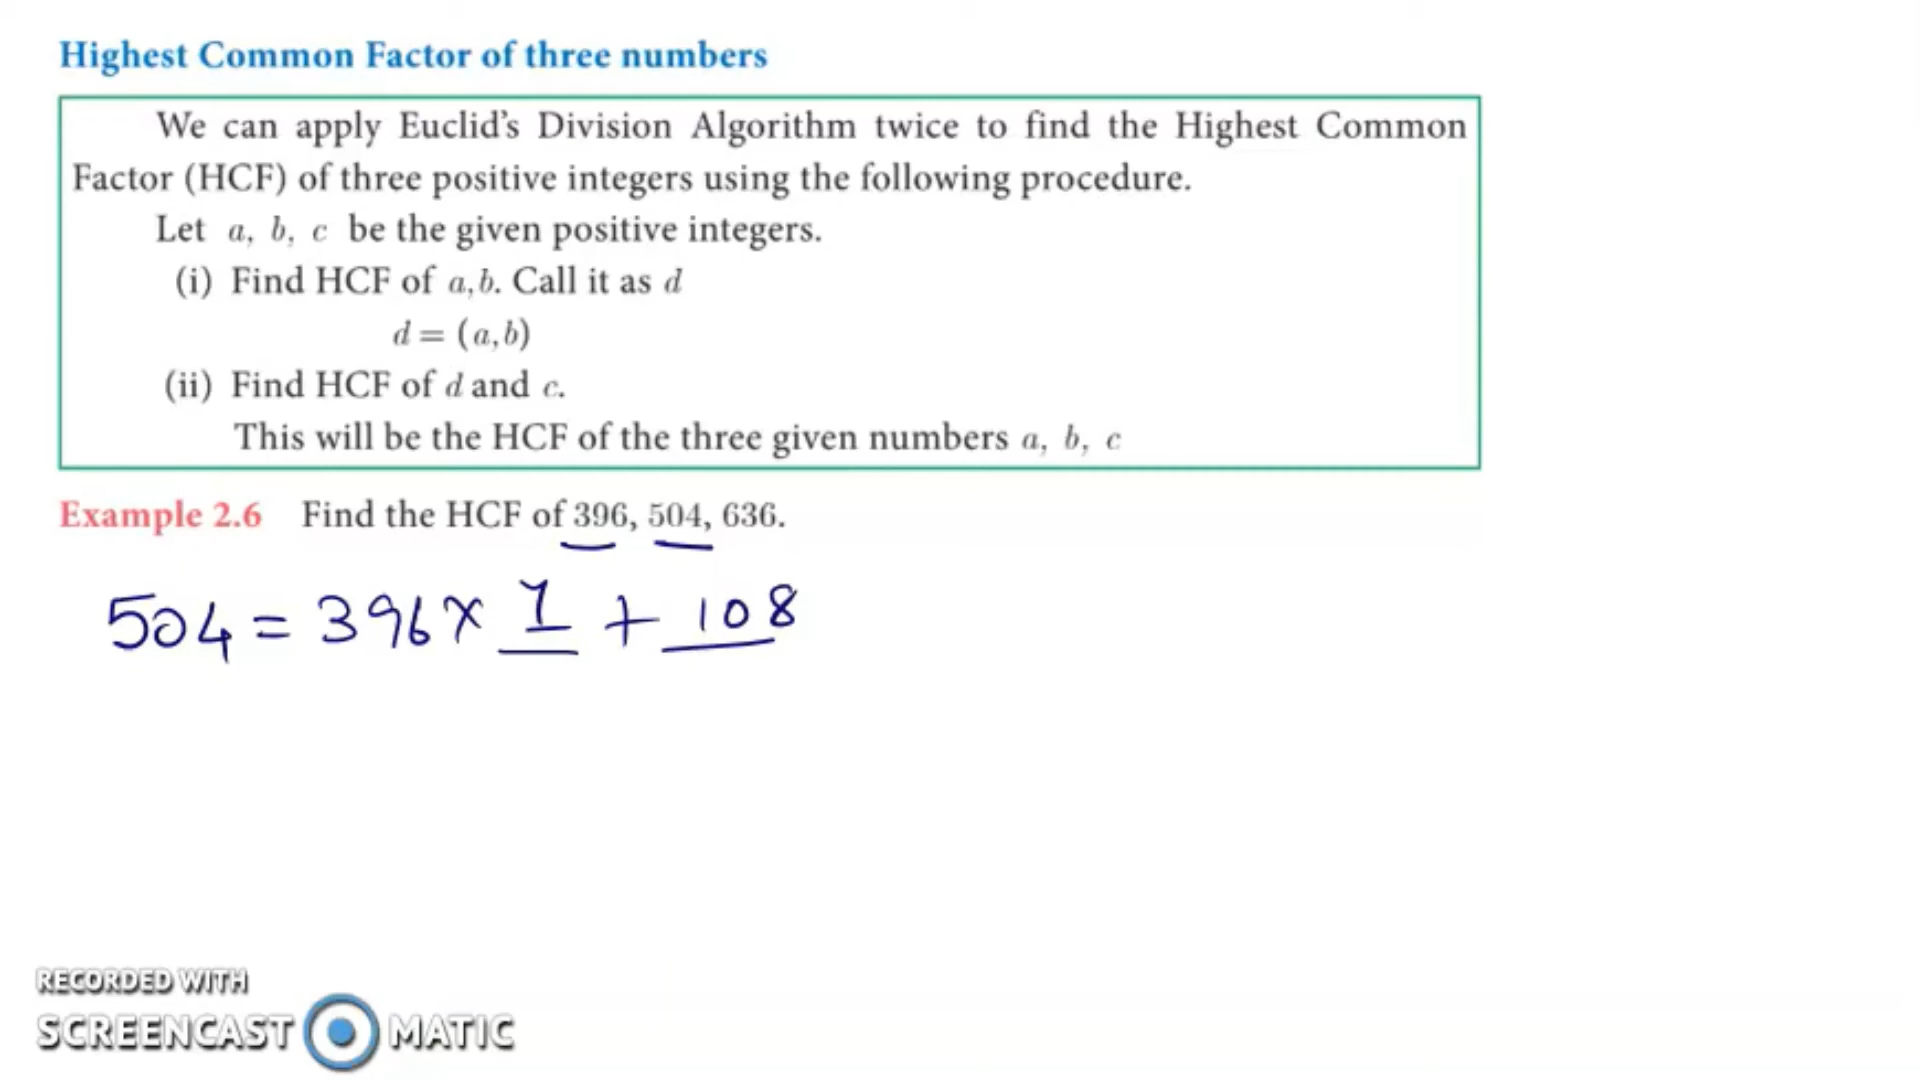 Highest Common Factor of three numbers
We can apply Euclid's Division Algorithm twice to find the Highest Common
Factor (HCF) of three positive integers using the following procedure.
Let a, b, c be the given positive integers.
(i) Find HCF of a,b. Call it as d
d = (a,b)
(ii) Find HCF of d and c.
This will be the HCF of the three given numbers a, b, c
Example 2.6 Find the HCF of 396, 504, 636.
504 = 396 × 1 + 108
RECORDED WITH
SCREENCAST MATIC